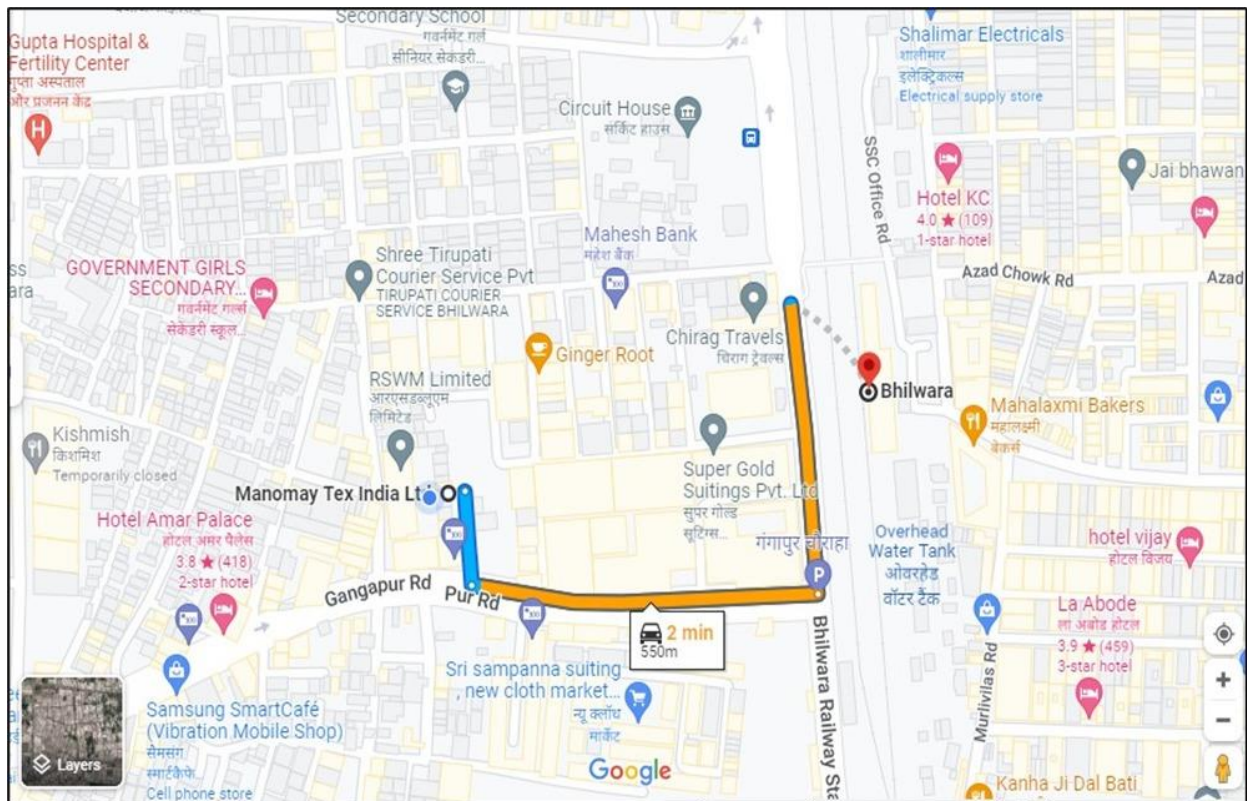 Secondary School
गवर्नमेंट गर्ल
सीनियर सेकंडरी...
Gupta Hospital &
Fertility Center
गुप्ता अस्पताल
और प्रजनन केंद्र
Shalimar Electricals
शालीमार
इलेक्ट्रिकल्स
Electrical supply store
Circuit House
सर्किट हाउस
SSC Office Rd
Jai bhawan
Hotel KC
4.0 ★ (109)
1-star hotel
Mahesh Bank
महेश बैंक
Shree Tirupati
Courier Service Pvt
TIRUPATI COURIER
SERVICE BHILWARA
GOVERNMENT GIRLS
SECONDARY...
गवर्नमेंट गर्ल्स
सेकेंडरी स्कूल...
Azad Chowk Rd
Azad
Chirag Travels
चिराग ट्रेवल्स
Ginger Root
RSWM Limited
आरएसडब्लूएम
लिमिटेड
Bhilwara
Mahalaxmi Bakers
महालक्ष्मी
बेकर्स
Kishmish
किशमिश
Temporarily closed
Super Gold
Suitings Pvt. Ltd
सुपर गोल्ड
सूटिंग्स...
Manomay Tex India Lt
Hotel Amar Palace
होटल अमर पैलेस
3.8 ★ (418)
2-star hotel
गंगापुर चौराहा
P
Overhead
Water Tank
ओवरहेड
वॉटर टैंक
hotel vijay
होटल विजय
Gangapur Rd
Pur Rd
La Abode
ला अबोड होटल
3.9 ★ (459)
3-star hotel
2 min
550m
Bhilwara Railway Sta
Murlivilas Rd
Sri sampanna suiting
, new cloth market...
न्यू क्लॉथ
मार्केट
Samsung SmartCafé
(Vibration Mobile Shop)
सैमसंग
स्मार्टकैफे...
Cell phone store
Layers
Google
Kanha Ji Dal Bati